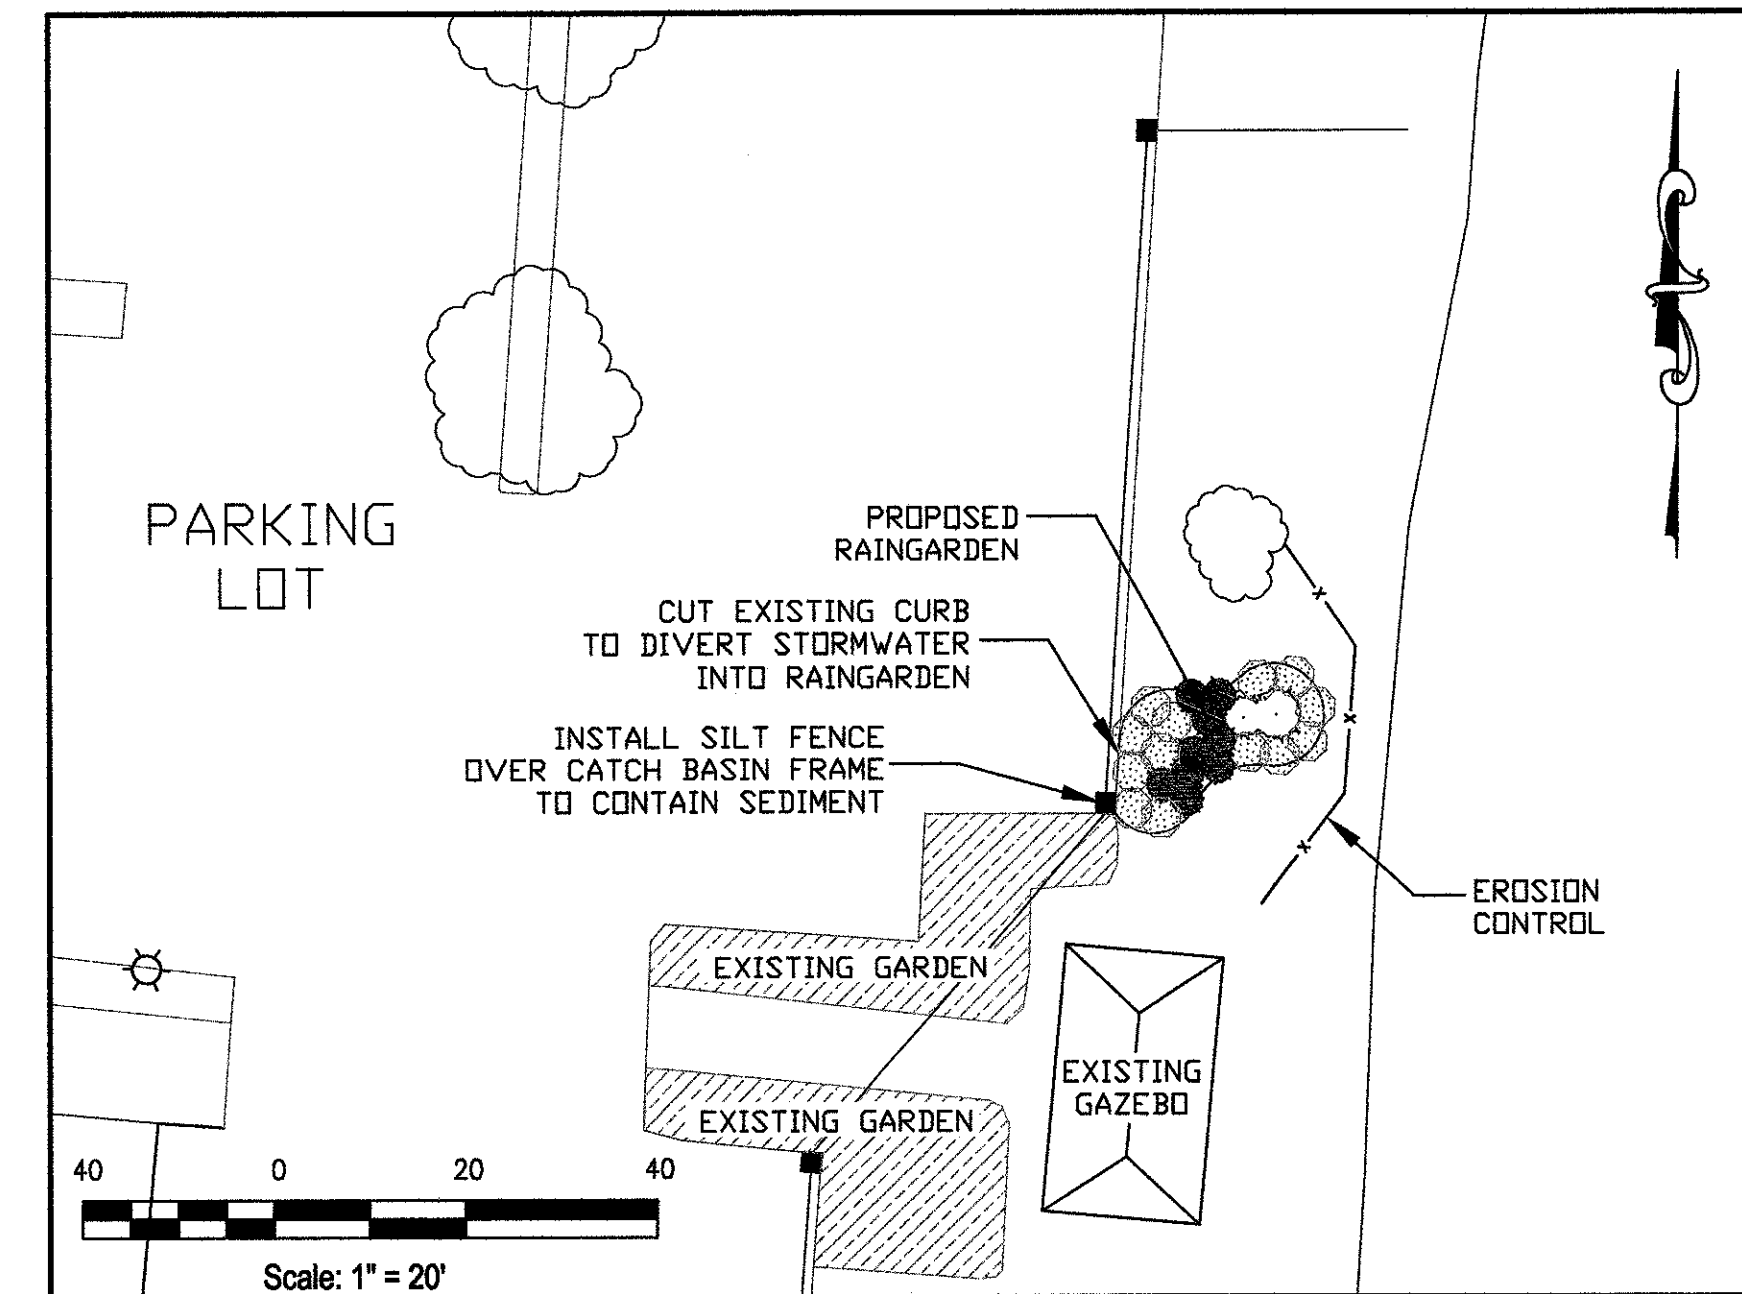 PARKING
LOT
PROPOSED
RAINGARDEN
CUT EXISTING CURB
TO DIVERT STORMWATER
INTO RAINGARDEN
INSTALL SILT FENCE
OVER CATCH BASIN FRAME
TO CONTAIN SEDIMENT
EROSION
CONTROL
EXISTING GARDEN
EXISTING
GAZEBO
EXISTING GARDEN
40 0 20 40
Scale: 1" = 20'